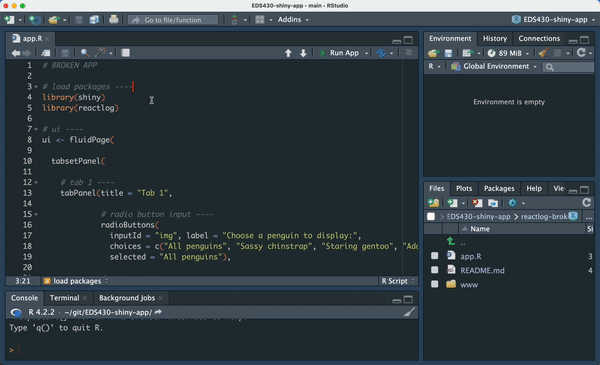 EDS430-shiny-app - main - RStudio
Go to file/function
Addins
EDS430-shiny-app
app.R
Run App
1 # BROKEN APP
2
3 # load packages ----
4 library(shiny)
5 library(reactlog)
6
7 # ui ----
8 ui <- fluidPage(
9
10 tabsetPanel(
11
12 # tab 1 ----
13 tabPanel(title = "Tab 1",
14
15 # radio button input ----
16 radioButtons(
17 inputId = "img", label = "Choose a penguin to display:",
18 choices = c("All penguins", "Sassy chinstrap", "Staring gentoo", "Ad
19 selected = "All penguins"),
20
3:21 load packages R Script
Console Terminal Background Jobs
R 4.2.2 · ~/git/EDS430-shiny-app/
Type 'q()' to quit R.
>
Environment History Connections
89 MiB
R Global Environment
Environment is empty
Files Plots Packages Help
EDS430-shiny-app reactlog-brok
Name
..
app.R 3
README.md 4
www